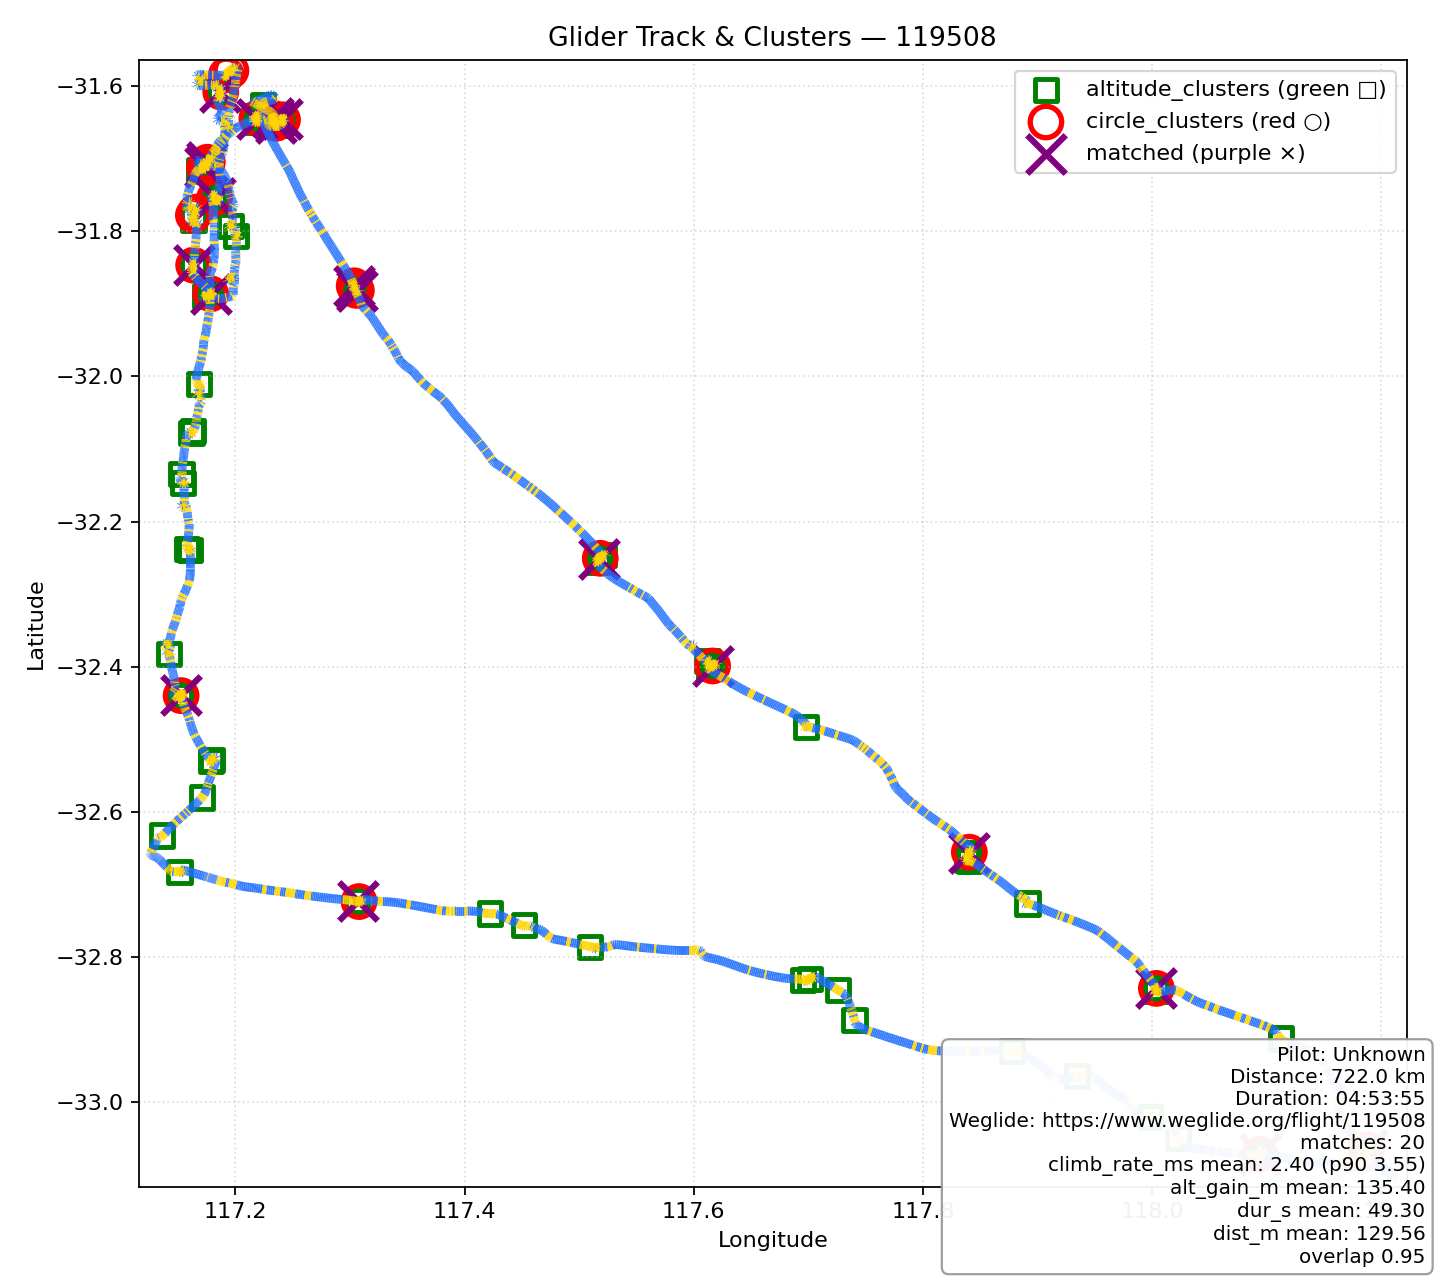 Glider Track & Clusters — 119508
altitude_clusters (green □)
circle_clusters (red ○)
matched (purple ×)
Latitude
−31.6
−31.8
−32.0
−32.2
−32.4
−32.6
−32.8
−33.0
117.2
117.4
117.6
117.8
118.0
Longitude
Pilot: Unknown
Distance: 722.0 km
Duration: 04:53:55
Weglide: https://www.weglide.org/flight/119508
matches: 20
climb_rate_ms mean: 2.40 (p90 3.55)
alt_gain_m mean: 135.40
dur_s mean: 49.30
dist_m mean: 129.56
overlap 0.95